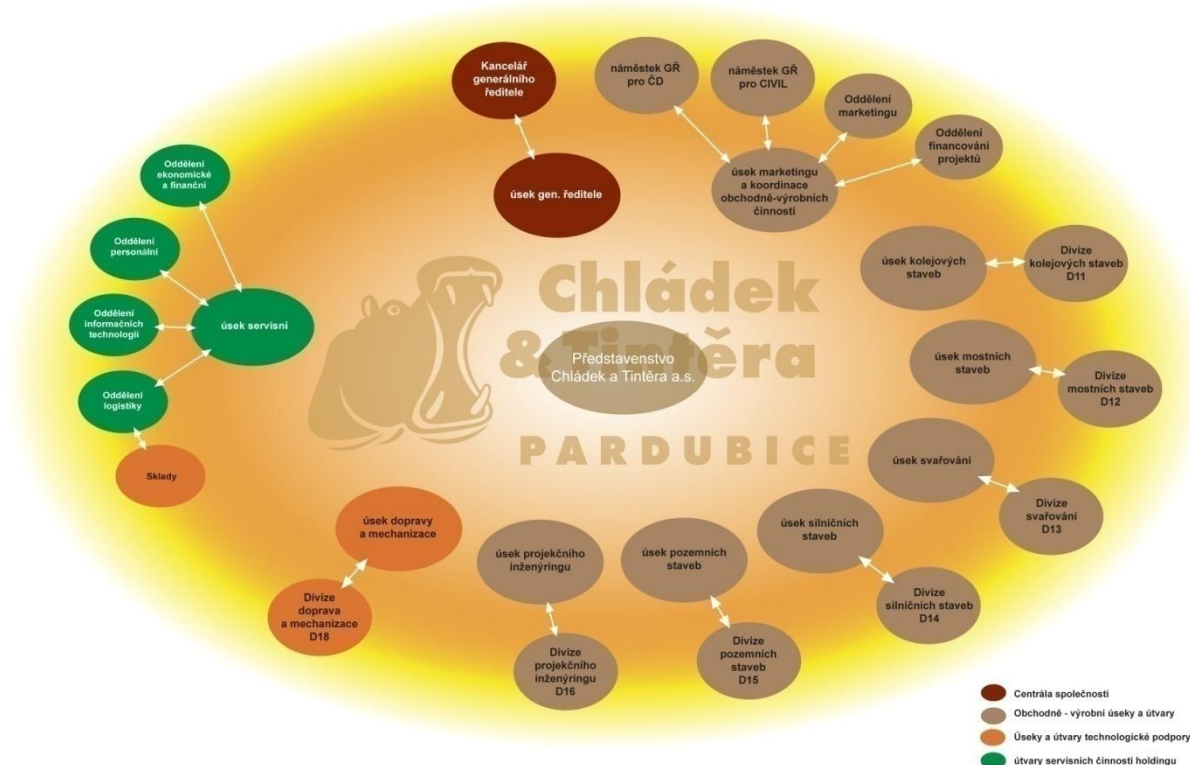 Kancelář
generálního
ředitele
úsek gen. ředitele
náměstek GŘ
pro ČD
náměstek GŘ
pro CIVIL
Oddělení
marketingu
Oddělení
financování
projektů
úsek marketingu
a koordinace
obchodně-výrobních
činností
Oddělení
ekonomické
a finanční
Oddělení
personální
Oddělení
informačních
technologií
úsek servisní
Oddělení
logistiky
Sklady
úsek kolejových
staveb
Divize
kolejových staveb
D11
úsek mostních
staveb
Divize
mostních staveb
D12
Chládek
& Tintěra
PARDUBICE
Představenstvo
Chládek a Tintěra a.s.
úsek svařování
Divize
svařování
D13
úsek silničních
staveb
Divize
silničních staveb
D14
úsek pozemních
staveb
Divize
pozemních
staveb
D15
úsek projekčního
inženýringu
Divize
projekčního
inženýringu
D16
úsek dopravy
a mechanizace
Divize
doprava
a mechanizace
D18
Centrála společnosti
Obchodně - výrobní úseky a útvary
Úseky a útvary technologické podpory
útvary servisních činností holdingu